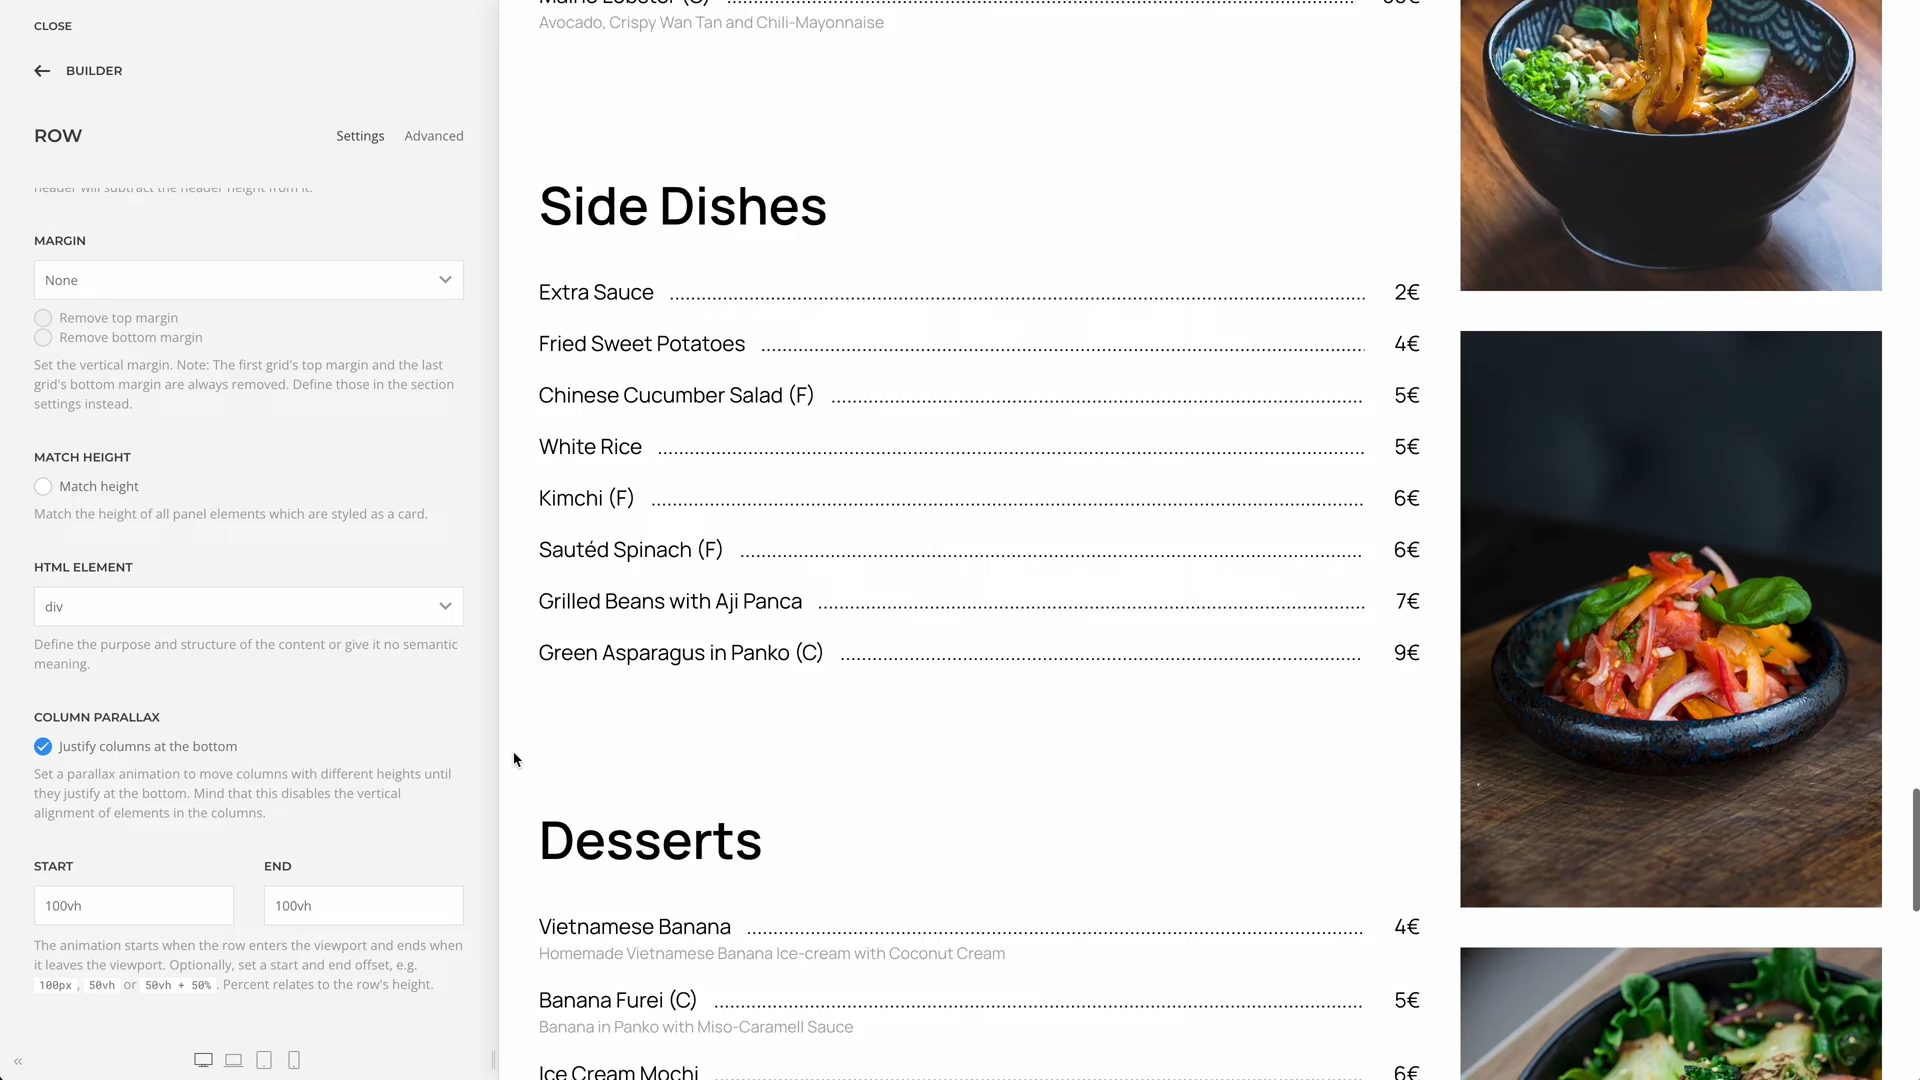 CLOSE
BUILDER
ROW
Settings
Advanced
header will subtract the header height from it.
MARGIN
None
Remove top margin
Remove bottom margin
Set the vertical margin. Note: The first grid's top margin and the last
grid's bottom margin are always removed. Define those in the section
settings instead.
MATCH HEIGHT
Match height
Match the height of all panel elements which are styled as a card.
HTML ELEMENT
div
Define the purpose and structure of the content or give it no semantic
meaning.
COLUMN PARALLAX
Justify columns at the bottom
Set a parallax animation to move columns with different heights until
they justify at the bottom. Mind that this disables the vertical
alignment of elements in the columns.
START
END
100vh
100vh
The animation starts when the row enters the viewport and ends when
it leaves the viewport. Optionally, set a start and end offset, e.g.
100px, 50vh or 50vh + 50%. Percent relates to the row's height.
Avocado, Crispy Wan Tan and Chili-Mayonnaise
Side Dishes
Extra Sauce 2€
Fried Sweet Potatoes 4€
Chinese Cucumber Salad (F) 5€
White Rice 5€
Kimchi (F) 6€
Sautéd Spinach (F) 6€
Grilled Beans with Aji Panca 7€
Green Asparagus in Panko (C) 9€
Desserts
Vietnamese Banana 4€
Homemade Vietnamese Banana Ice-cream with Coconut Cream
Banana Furei (C) 5€
Banana in Panko with Miso-Caramell Sauce
Ice Cream Mochi 6€